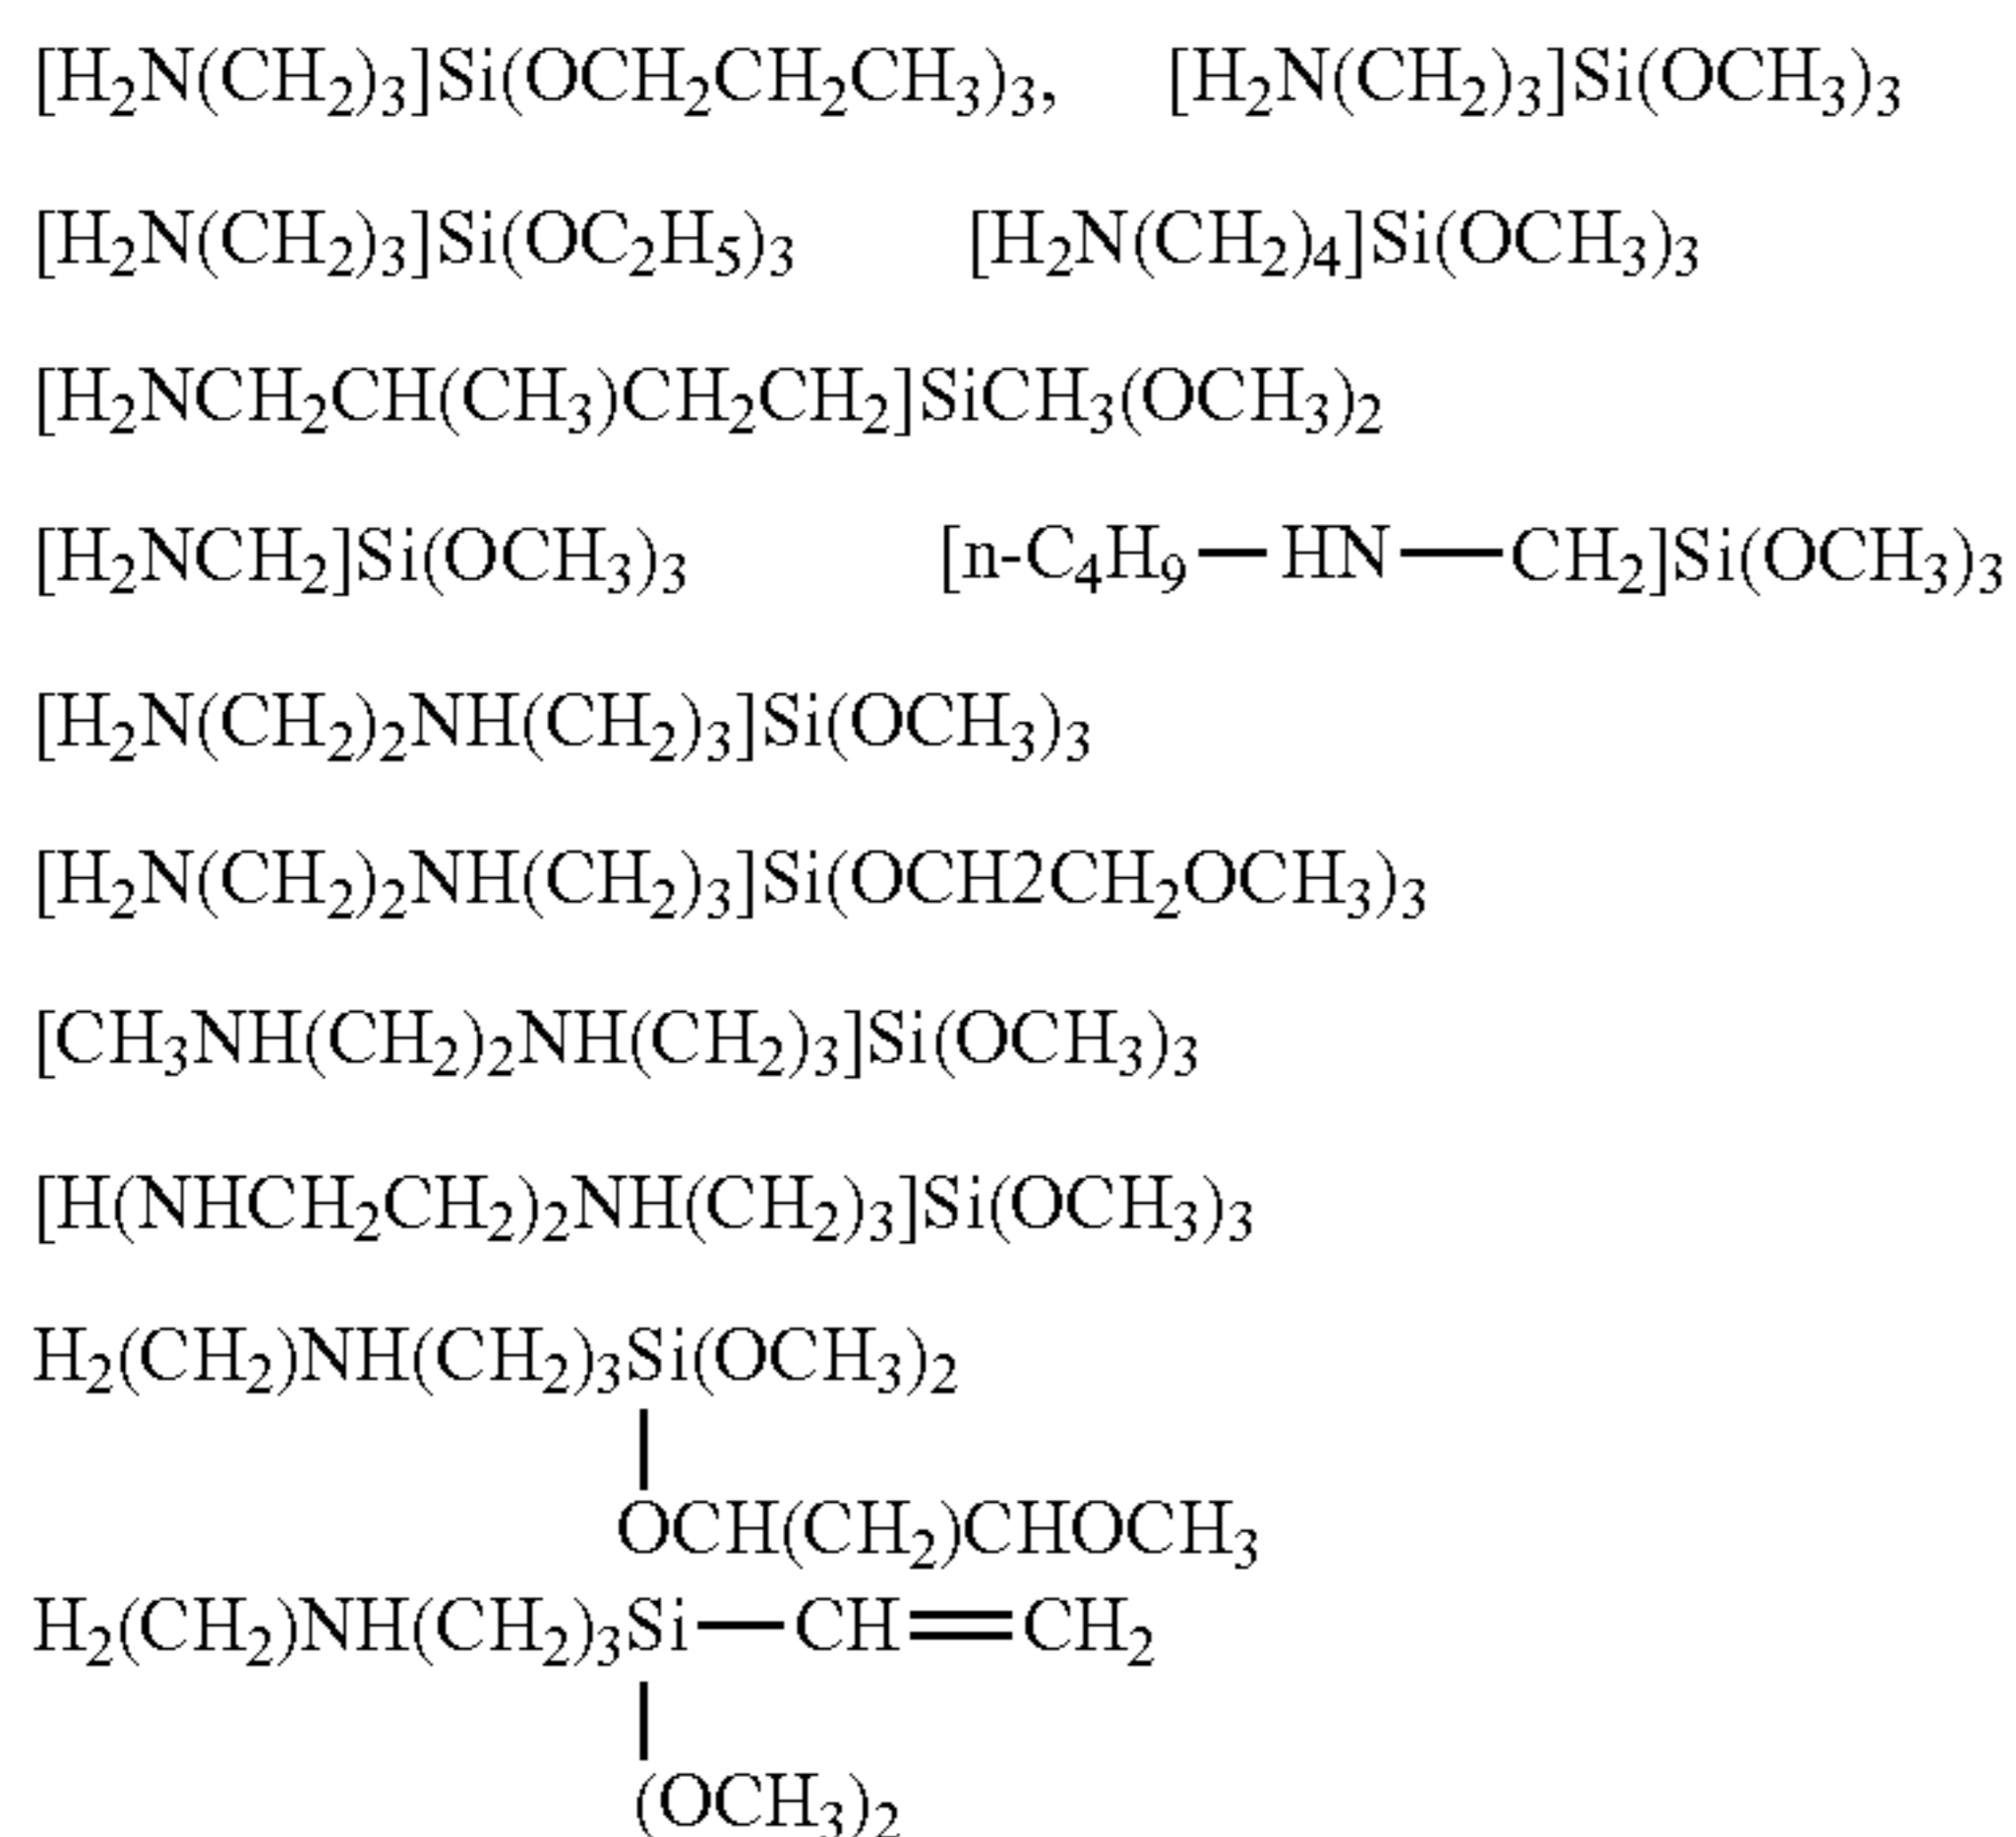 [H₂N(CH₂)₃]Si(OCH₂CH₂CH₃)₃, [H₂N(CH₂)₃]Si(OCH₃)₃
[H₂N(CH₂)₃]Si(OC₂H₅)₃ [H₂N(CH₂)₄]Si(OCH₃)₃
[H₂NCH₂CH(CH₃)CH₂CH₂]SiCH₃(OCH₃)₂
[H₂NCH₂]Si(OCH₃)₃ [n-C₄H₉—HN—CH₂]Si(OCH₃)₃
[H₂N(CH₂)₂NH(CH₂)₃]Si(OCH₃)₃
[H₂N(CH₂)₂NH(CH₂)₃]Si(OCH2CH₂OCH₃)₃
[CH₃NH(CH₂)₂NH(CH₂)₃]Si(OCH₃)₃
[H(NHCH₂CH₂)₂NH(CH₂)₃]Si(OCH₃)₃
H₂(CH₂)NH(CH₂)₃Si(OCH₃)₂
OCH(CH₂)CHOCH₃
H₂(CH₂)NH(CH₂)₃Si—CH=CH₂
(OCH₃)₂